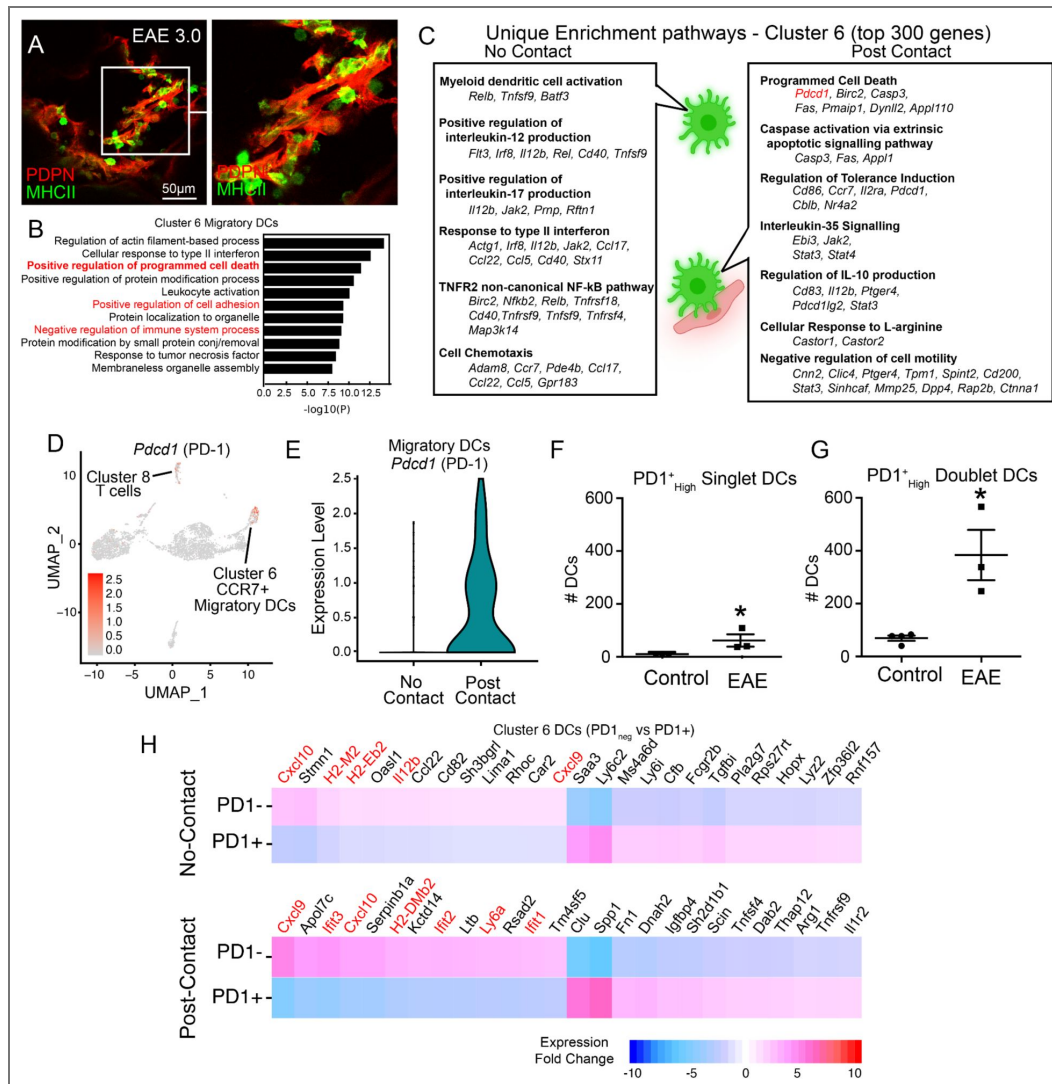 A
EAE 3.0
PDPN
MHCII
50µm
PDPN
MHCII
B
Cluster 6 Migratory DCs
Regulation of actin filament-based process
Cellular response to type II interferon
Positive regulation of programmed cell death
Positive regulation of protein modification process
Leukocyte activation
Positive regulation of cell adhesion
Protein localization to organelle
Negative regulation of immune system process
Protein modification by small protein conj/removal
Response to tumor necrosis factor
Membraneless organelle assembly
0.0 2.5 5.0 7.5 10.0 12.5
-log10(P)
C
Unique Enrichment pathways - Cluster 6 (top 300 genes)
No Contact
Myeloid dendritic cell activation
Relb, Tnfsf9, Batf3
Positive regulation of
interleukin-12 production
Flt3, Irf8, Il12b, Rel, Cd40, Tnfsf9
Positive regulation of
interleukin-17 production
Il12b, Jak2, Prnp, Rftn1
Response to type II interferon
Actg1, Irf8, Il12b, Jak2, Ccl17,
Ccl22, Ccl5, Cd40, Stx11
TNFR2 non-canonical NF-kB pathway
Birc2, Nfkb2, Relb, Tnfrsf18,
Cd40,Tnfrsf9, Tnfsf9, Tnfrsf4,
Map3k14
Cell Chemotaxis
Adam8, Ccr7, Pde4b, Ccl17,
Ccl22, Ccl5, Gpr183
Post Contact
Programmed Cell Death
Pdcd1, Birc2, Casp3,
Fas, Pmaip1, Dynll2, Appl110
Caspase activation via extrinsic
apoptotic signalling pathway
Casp3, Fas, Appl1
Regulation of Tolerance Induction
Cd86, Ccr7, Il2ra, Pdcd1,
Cblb, Nr4a2
Interleukin-35 Signalling
Ebi3, Jak2,
Stat3, Stat4
Regulation of IL-10 production
Cd83, Il12b, Ptger4,
Pdcd1lg2, Stat3
Cellular Response to L-arginine
Castor1, Castor2
Negative regulation of cell motility
Cnn2, Clic4, Ptger4, Tpm1, Spint2, Cd200,
Stat3, Sinhcaf, Mmp25, Dpp4, Rap2b, Ctnna1
D
Pdcd1 (PD-1)
Cluster 8
T cells
Cluster 6
CCR7+
Migratory DCs
UMAP_2
10
0
−10
2.5
2.0
1.5
1.0
0.5
0.0
−10 −5 0 5 10
UMAP_1
E
Migratory DCs
Pdcd1 (PD-1)
Expression Level
2.5
2.0
1.5
1.0
0.5
0.0
No
Contact
Post
Contact
F
PD1+High Singlet DCs
# DCs
600
400
200
0
*
Control
EAE
G
PD1+High Doublet DCs
# DCs
600
400
200
0
*
Control
EAE
H
Cluster 6 DCs (PD1neg vs PD1+)
Cxcl10 Stmn1 H2-M2 H2-Eb2 Oasl1 Il12b Ccl22 Cd82 Sh3bgrl Lima1 Rhoc Car2 Cxcl9 Saa3 Ly6c2 Ms4a6d Ly6i Cfb Fcgr2b Tgfbi Pla2g7 Rps27rt Hopx Lyz2 Zfp36l2 Rnf157
No-Contact
PD1-
PD1+
Cxcl9 Apol7c Ifit3 Cxcl10 Serpinb1a H2-DMb2 Kctd14 Ifit2 Ltb Ly6a Rsad2 Ifit1 Tm4sf5 Clu Spp1 Fn1 Dnah2 Igfbp4 Sh2d1b1 Scin Tnfsf4 Dab2 Thap12 Arg1 Tnfrsf9 Il1r2
Post-Contact
PD1-
PD1+
Expression
Fold Change
-10 -5 0 5 10